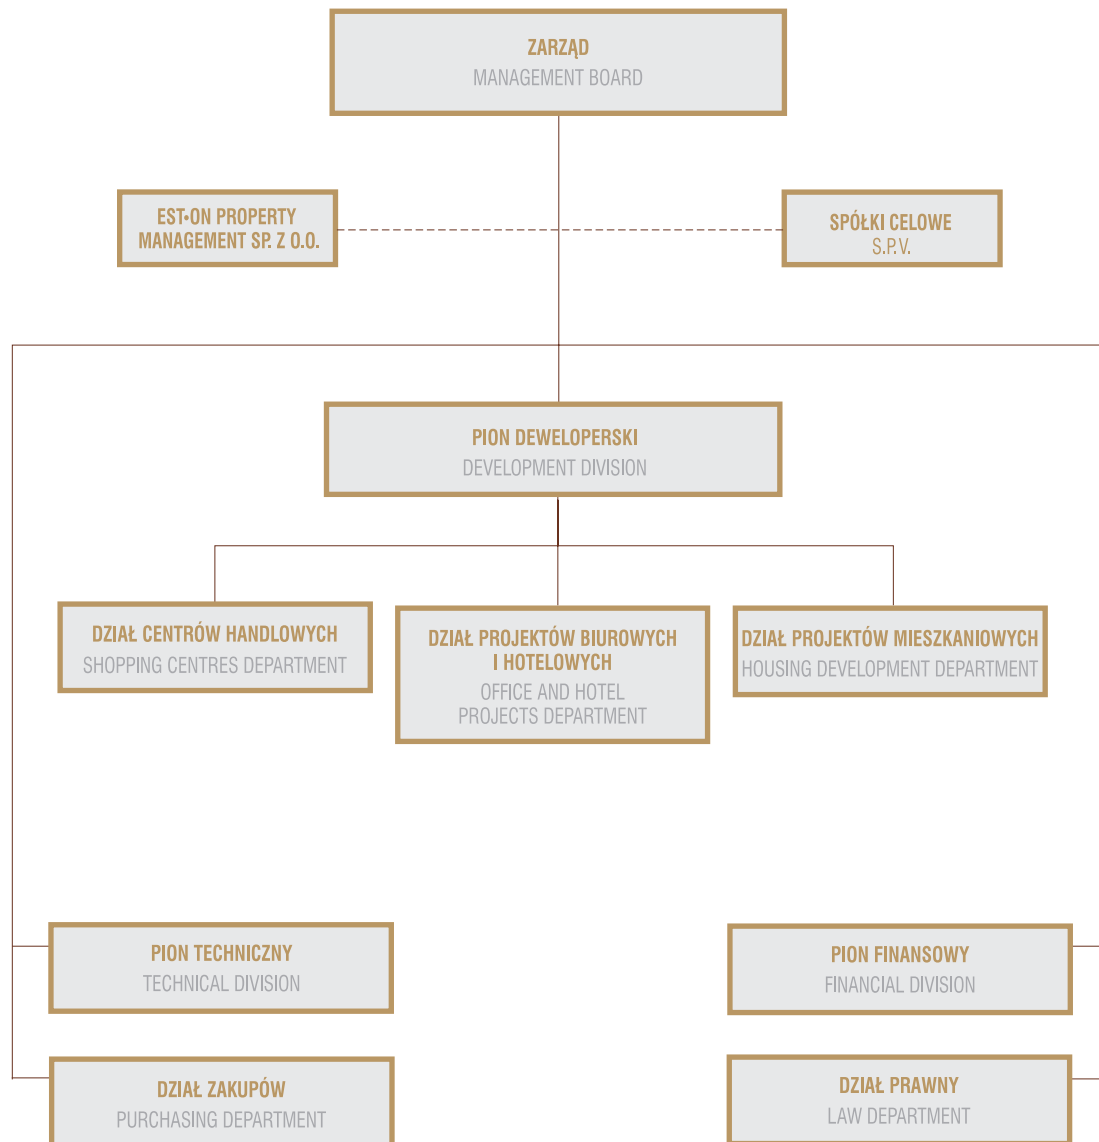 ZARZĄD
MANAGEMENT BOARD
EST•ON PROPERTY
MANAGEMENT SP. Z O.O.
SPÓŁKI CELOWE
S.P.V.
PION DEWELOPERSKI
DEVELOPMENT DIVISION
DZIAŁ CENTRÓW HANDLOWYCH
SHOPPING CENTRES DEPARTMENT
DZIAŁ PROJEKTÓW BIUROWYCH
I HOTELOWYCH
OFFICE AND HOTEL
PROJECTS DEPARTMENT
DZIAŁ PROJEKTÓW MIESZKANIOWYCH
HOUSING DEVELOPMENT DEPARTMENT
PION TECHNICZNY
TECHNICAL DIVISION
PION FINANSOWY
FINANCIAL DIVISION
DZIAŁ ZAKUPÓW
PURCHASING DEPARTMENT
DZIAŁ PRAWNY
LAW DEPARTMENT